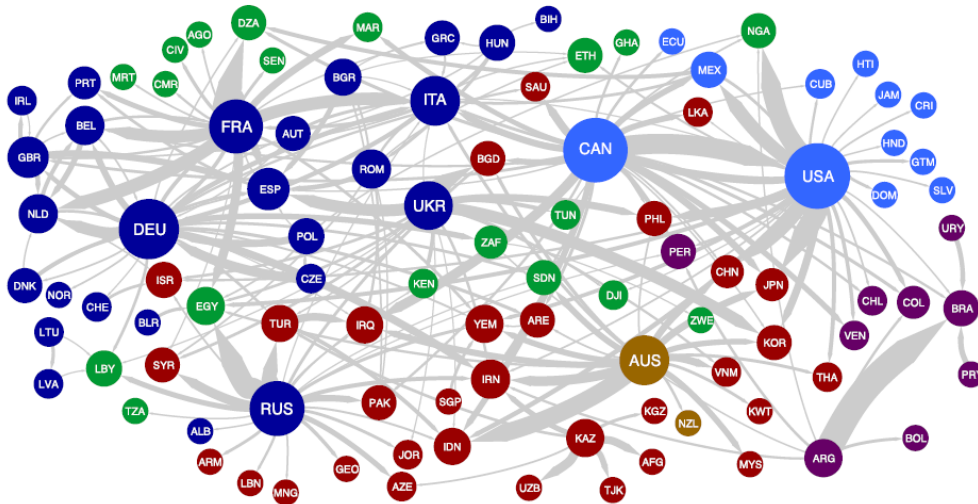 BIH
DZA
MAR
GRC
HUN
NGA
AGO
CIV
ECU
GHA
ETH
SEN
MEX
HTI
BGR
MRT
CMR
PRT
SAU
CUB
JAM
IRL
ITA
CRI
LKA
BEL
FRA
AUT
HND
CAN
GBR
BGD
GTM
ROM
USA
ESP
SLV
DOM
NLD
UKR
TUN
PHL
URY
DEU
POL
ZAF
PER
CHN
ISR
CZE
KEN
SDN
JPN
DNK
NOR
DJI
CHL
COL
BRA
CHE
EGY
BLR
TUR
IRQ
YEM
ARE
ZWE
LTU
VEN
KOR
AUS
LBY
SYR
PRY
VNM
THA
IRN
LVA
PAK
SGP
RUS
TZA
KGZ
KWT
NZL
ALB
KAZ
BOL
IDN
JOR
ARG
ARM
AFG
MYS
GEO
LBN
AZE
MNG
UZB
TJK